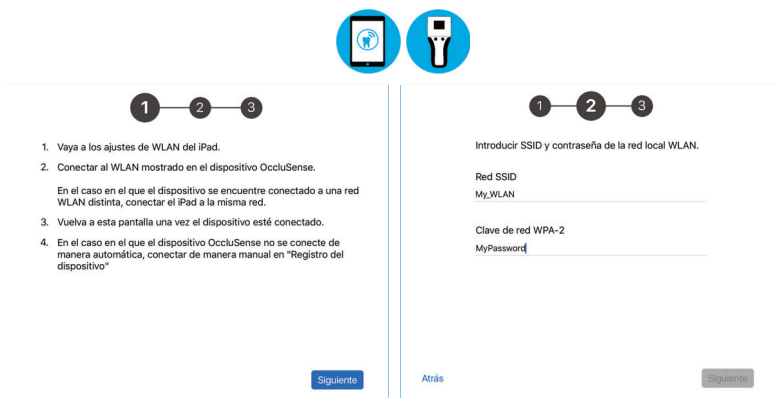 1 2 3
1. Vaya a los ajustes de WLAN del iPad.
2. Conectar al WLAN mostrado en el dispositivo OccluSense.
En el caso en el que el dispositivo se encuentre conectado a una red
WLAN distinta, conectar el iPad a la misma red.
3. Vuelva a esta pantalla una vez el dispositivo esté conectado.
4. En el caso en el que el dispositivo OccluSense no se conecte de
manera automática, conectar de manera manual en "Registro del
dispositivo"
Siguiente
1 2 3
Introducir SSID y contraseña de la red local WLAN.
Red SSID
My_WLAN
Clave de red WPA-2
MyPassword
Atrás
Siguiente